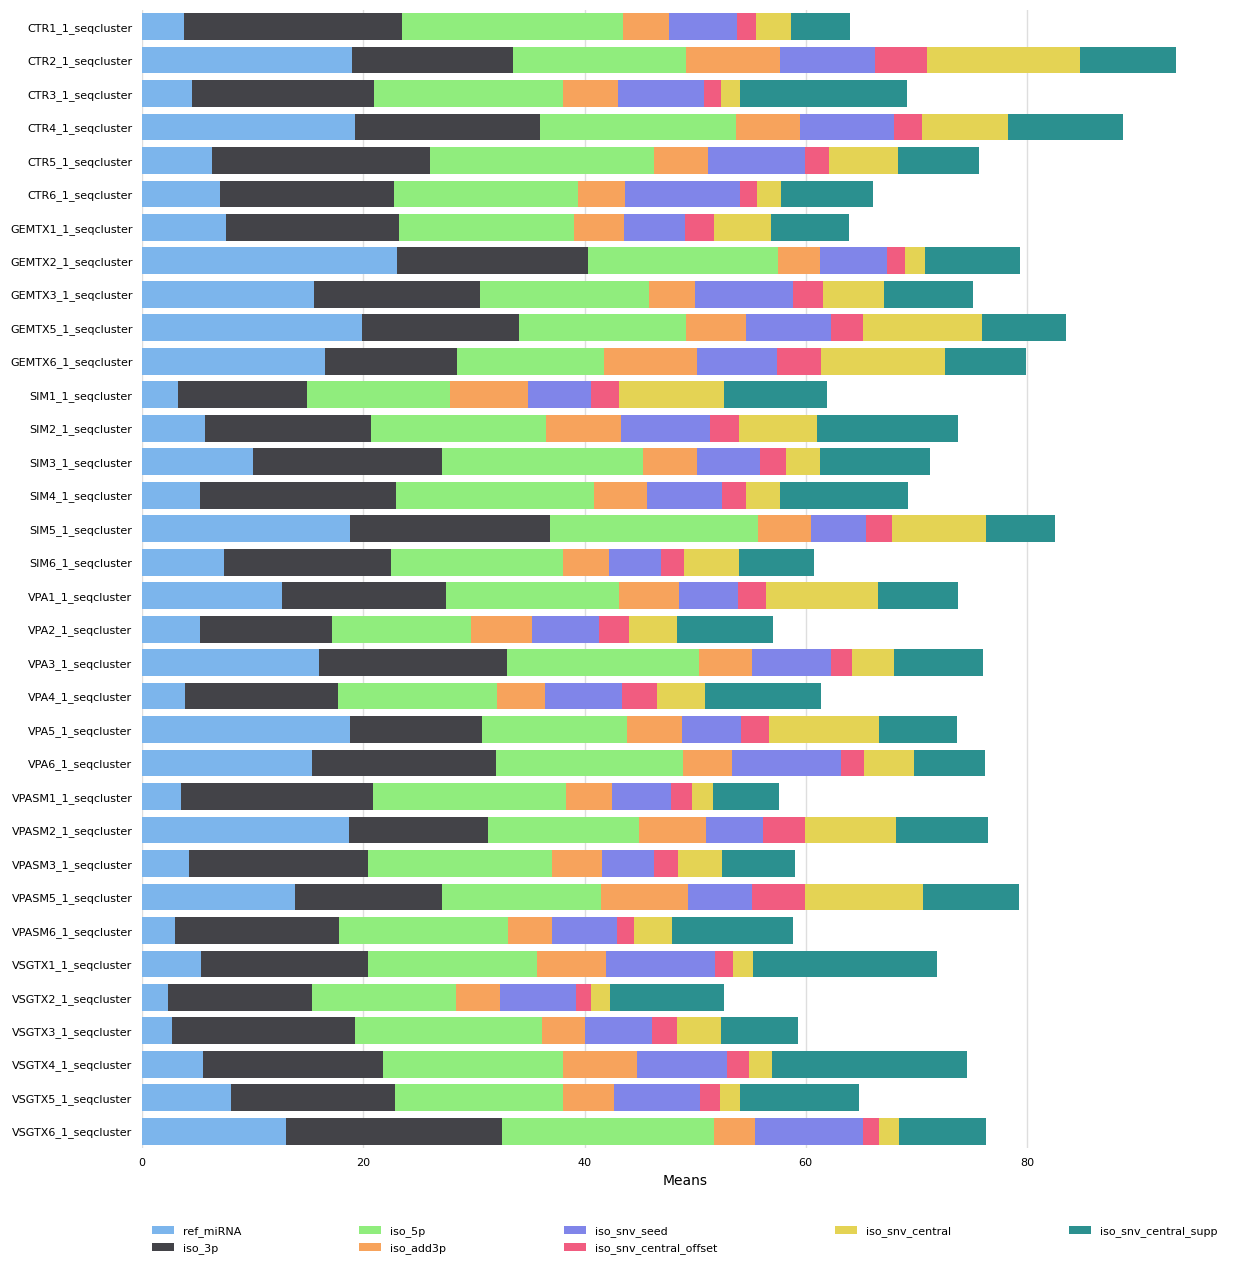 CTR1_1_seqcluster
CTR2_1_seqcluster
CTR3_1_seqcluster
CTR4_1_seqcluster
CTR5_1_seqcluster
CTR6_1_seqcluster
GEMTX1_1_seqcluster
GEMTX2_1_seqcluster
GEMTX3_1_seqcluster
GEMTX5_1_seqcluster
GEMTX6_1_seqcluster
SIM1_1_seqcluster
SIM2_1_seqcluster
SIM3_1_seqcluster
SIM4_1_seqcluster
SIM5_1_seqcluster
SIM6_1_seqcluster
VPA1_1_seqcluster
VPA2_1_seqcluster
VPA3_1_seqcluster
VPA4_1_seqcluster
VPA5_1_seqcluster
VPA6_1_seqcluster
VPASM1_1_seqcluster
VPASM2_1_seqcluster
VPASM3_1_seqcluster
VPASM5_1_seqcluster
VPASM6_1_seqcluster
VSGTX1_1_seqcluster
VSGTX2_1_seqcluster
VSGTX3_1_seqcluster
VSGTX4_1_seqcluster
VSGTX5_1_seqcluster
VSGTX6_1_seqcluster
0 20 40 60 80
Means
ref_miRNA iso_5p iso_snv_seed iso_snv_central iso_snv_central_supp
iso_3p iso_add3p iso_snv_central_offset